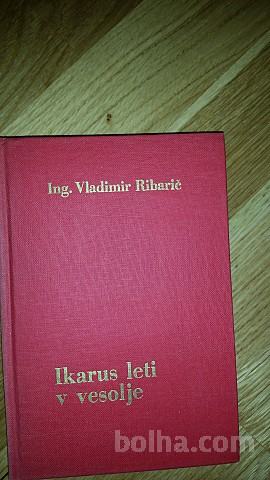 Ing. Vladimir Ribarič
Ikarus leti
v vesolje
bolha.com